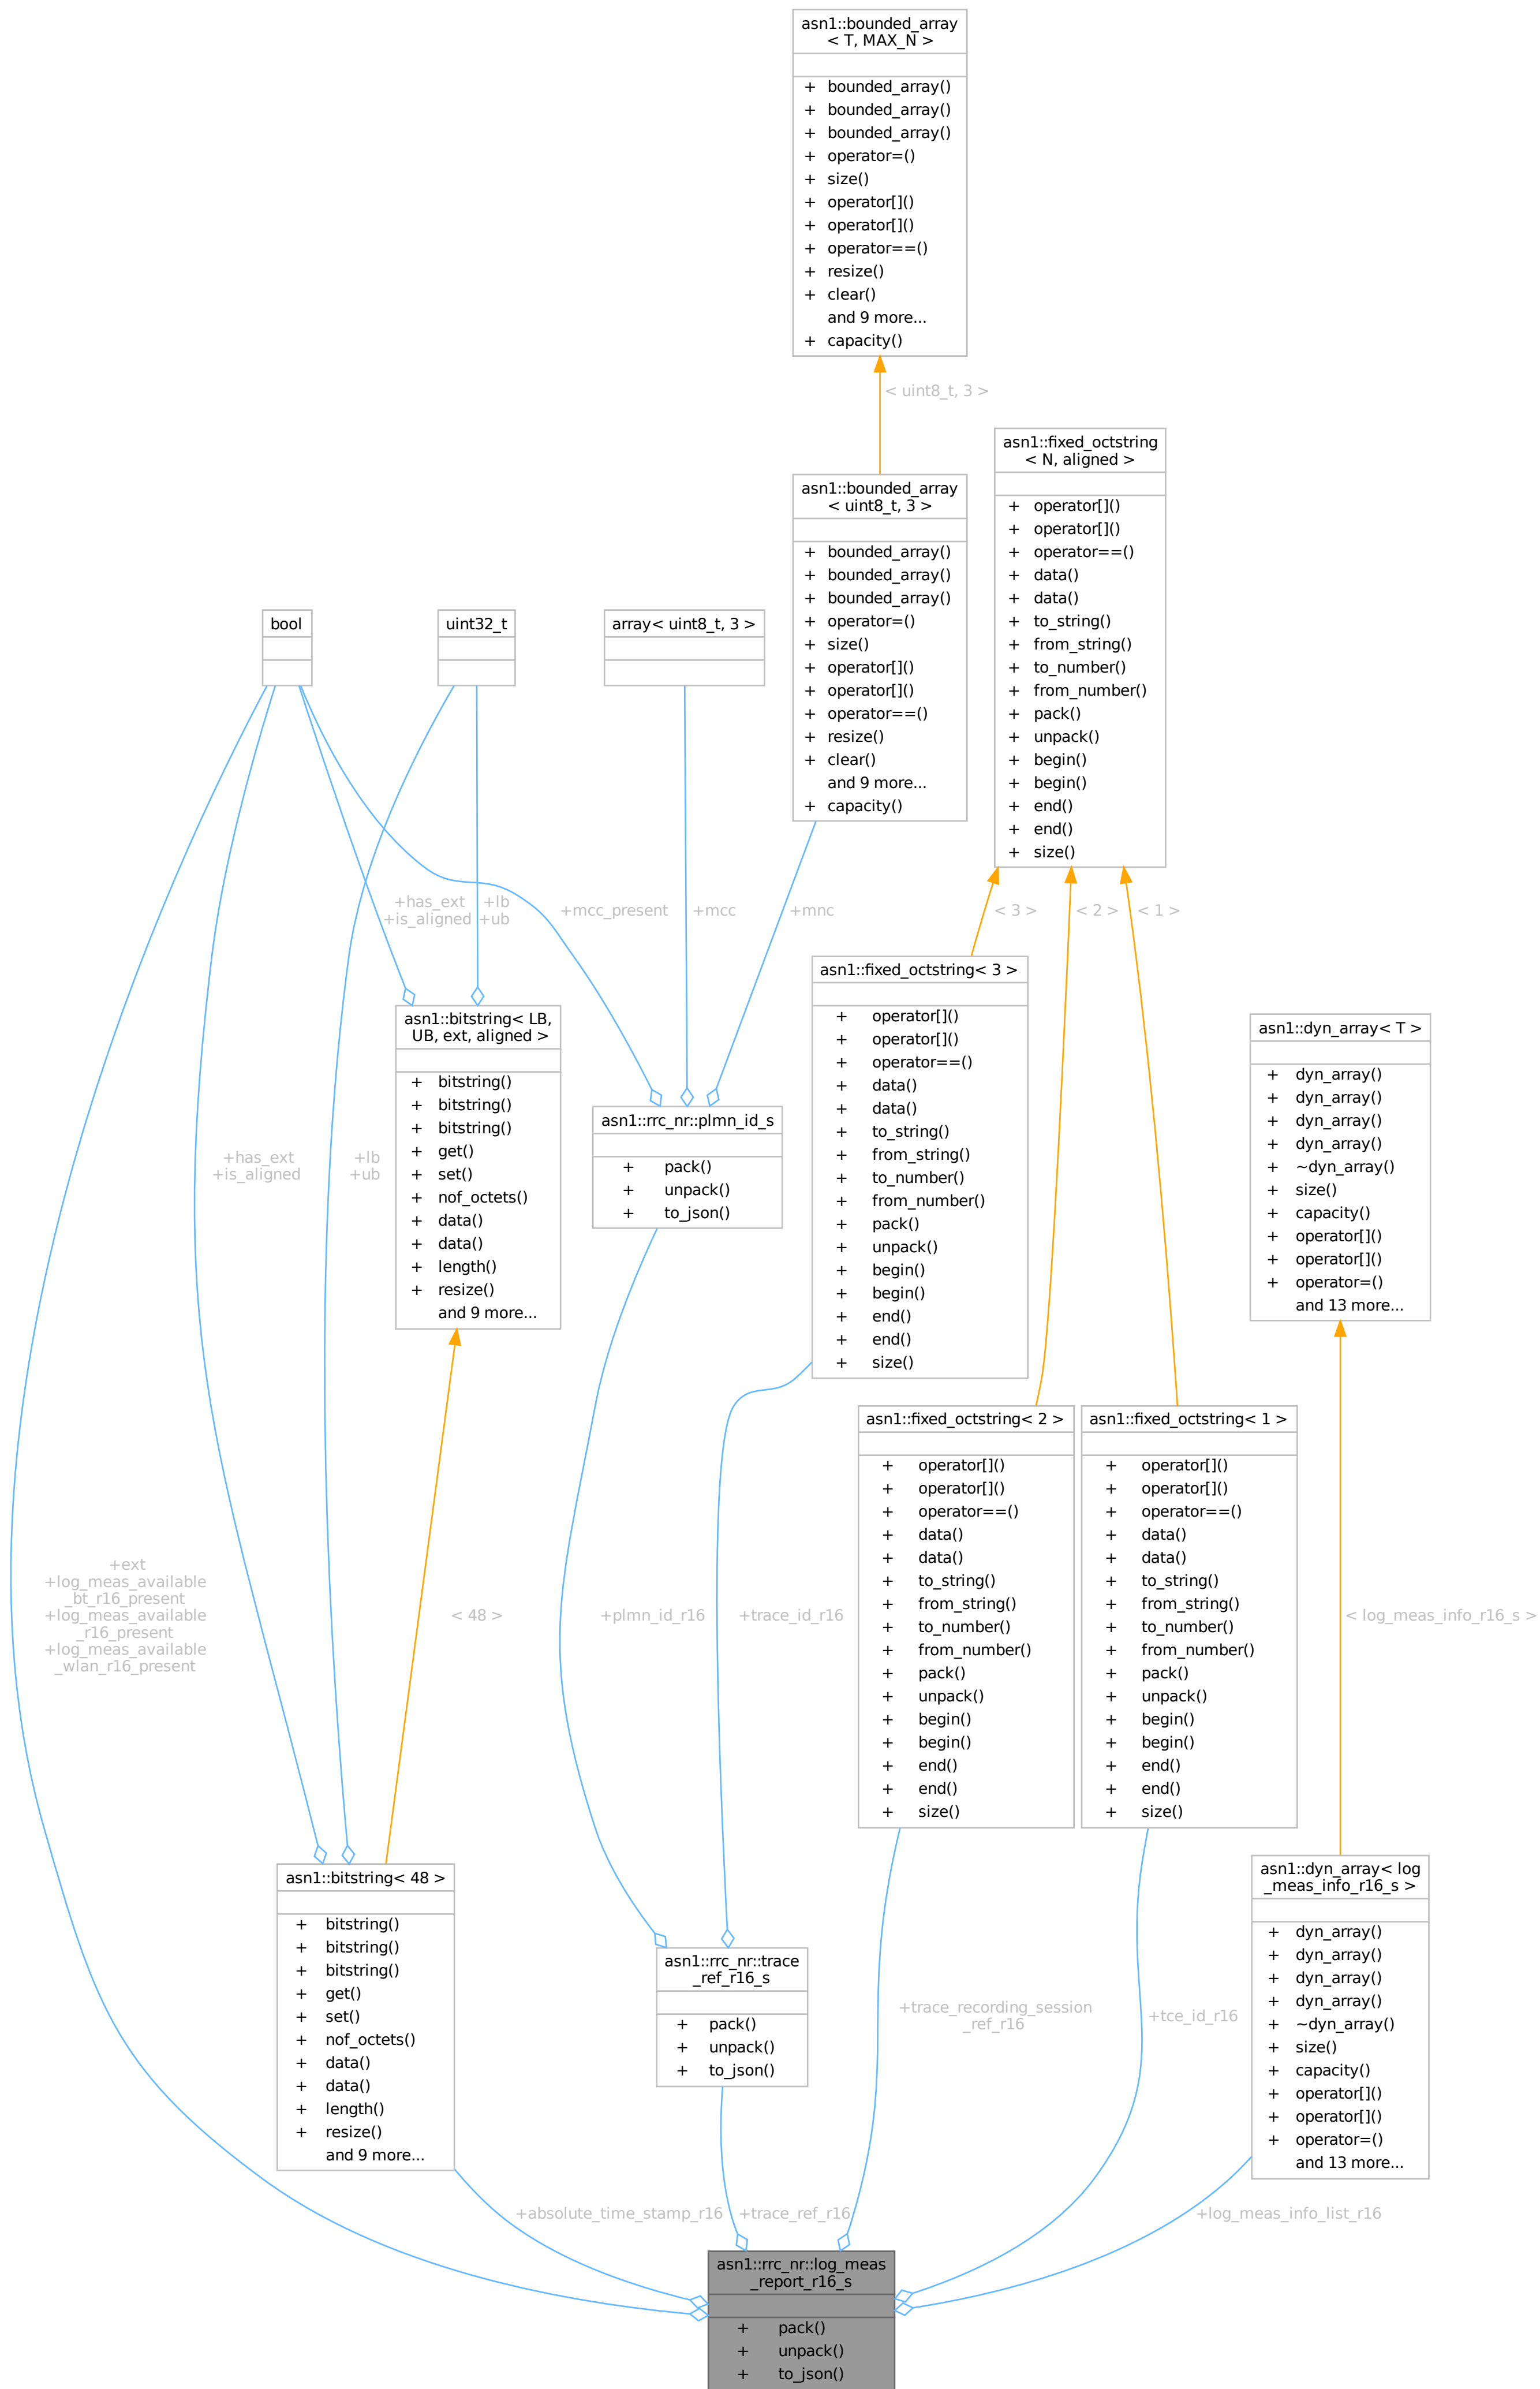 asn1::bounded_array
< T, MAX_N >
+ bounded_array()
+ bounded_array()
+ bounded_array()
+ operator=()
+ size()
+ operator[]()
+ operator[]()
+ operator==()
+ resize()
+ clear()
and 9 more...
+ capacity()
< uint8_t, 3 >
asn1::fixed_octstring
< N, aligned >
+ operator[]()
+ operator[]()
+ operator==()
+ data()
+ data()
+ to_string()
+ from_string()
+ to_number()
+ from_number()
+ pack()
+ unpack()
+ begin()
+ begin()
+ end()
+ end()
+ size()
asn1::bounded_array
< uint8_t, 3 >
+ bounded_array()
+ bounded_array()
+ bounded_array()
+ operator=()
+ size()
+ operator[]()
+ operator[]()
+ operator==()
+ resize()
+ clear()
and 9 more...
+ capacity()
bool
uint32_t
array< uint8_t, 3 >
+has_ext
+is_aligned
+lb
+ub
+mcc_present
+mcc
+mnc
< 3 >
< 2 >
< 1 >
asn1::fixed_octstring< 3 >
+ operator[]()
+ operator[]()
+ operator==()
+ data()
+ data()
+ to_string()
+ from_string()
+ to_number()
+ from_number()
+ pack()
+ unpack()
+ begin()
+ begin()
+ end()
+ end()
+ size()
asn1::bitstring< LB,
UB, ext, aligned >
+ bitstring()
+ bitstring()
+ bitstring()
+ get()
+ set()
+ nof_octets()
+ data()
+ data()
+ length()
+ resize()
and 9 more...
asn1::dyn_array< T >
+ dyn_array()
+ dyn_array()
+ dyn_array()
+ dyn_array()
+ ~dyn_array()
+ size()
+ capacity()
+ operator[]()
+ operator[]()
+ operator=()
and 13 more...
asn1::rrc_nr::plmn_id_s
+ pack()
+ unpack()
+ to_json()
+has_ext
+is_aligned
+lb
+ub
asn1::fixed_octstring< 2 >
+ operator[]()
+ operator[]()
+ operator==()
+ data()
+ data()
+ to_string()
+ from_string()
+ to_number()
+ from_number()
+ pack()
+ unpack()
+ begin()
+ begin()
+ end()
+ end()
+ size()
asn1::fixed_octstring< 1 >
+ operator[]()
+ operator[]()
+ operator==()
+ data()
+ data()
+ to_string()
+ from_string()
+ to_number()
+ from_number()
+ pack()
+ unpack()
+ begin()
+ begin()
+ end()
+ end()
+ size()
+ext
+log_meas_available
_bt_r16_present
+log_meas_available
_r16_present
+log_meas_available
_wlan_r16_present
< 48 >
+plmn_id_r16
+trace_id_r16
< log_meas_info_r16_s >
asn1::bitstring< 48 >
+ bitstring()
+ bitstring()
+ bitstring()
+ get()
+ set()
+ nof_octets()
+ data()
+ data()
+ length()
+ resize()
and 9 more...
asn1::dyn_array< log
_meas_info_r16_s >
+ dyn_array()
+ dyn_array()
+ dyn_array()
+ dyn_array()
+ ~dyn_array()
+ size()
+ capacity()
+ operator[]()
+ operator[]()
+ operator=()
and 13 more...
asn1::rrc_nr::trace
_ref_r16_s
+ pack()
+ unpack()
+ to_json()
+trace_recording_session
_ref_r16
+tce_id_r16
+absolute_time_stamp_r16
+trace_ref_r16
+log_meas_info_list_r16
asn1::rrc_nr::log_meas
_report_r16_s
+ pack()
+ unpack()
+ to_json()